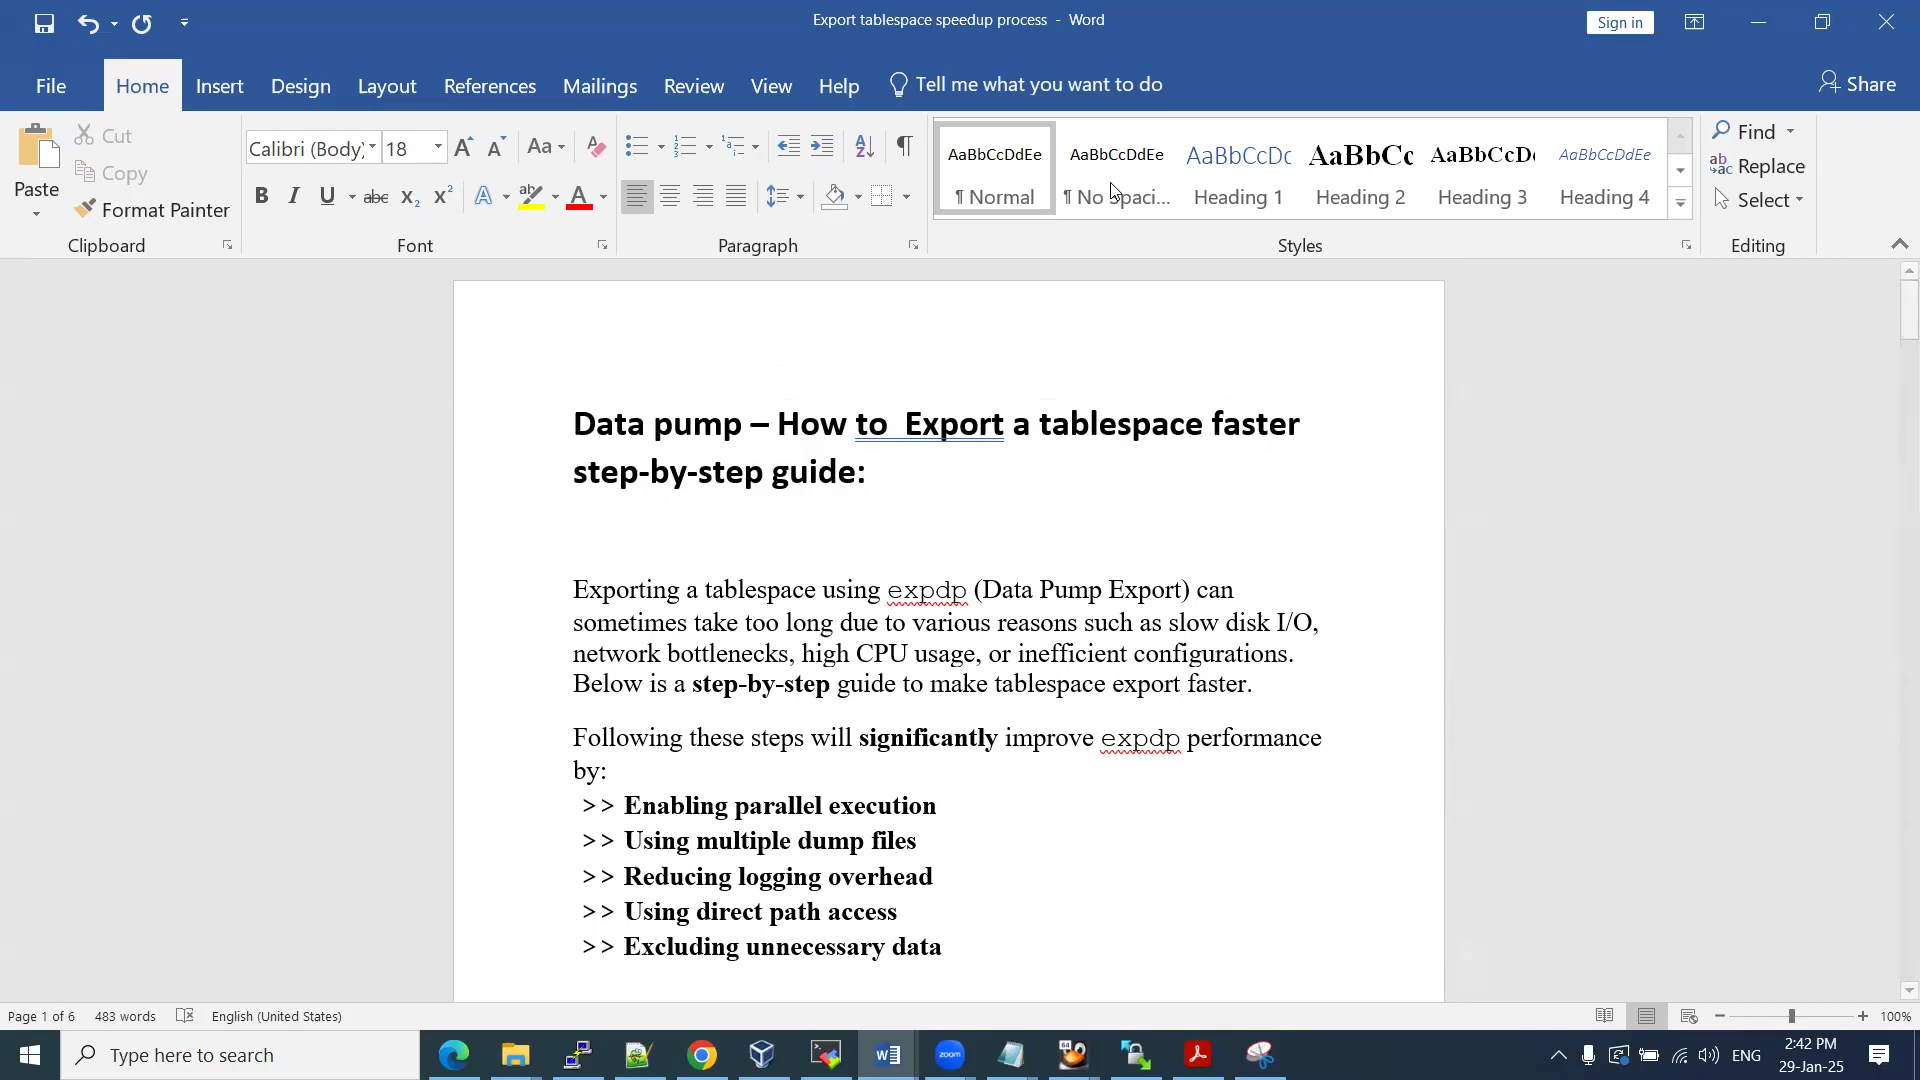 Export tablespace speedup process - Word
Sign in
File Home Insert Design Layout References Mailings Review View Help Tell me what you want to do Share
Paste
Cut
Copy
Format Painter
Clipboard
Calibri (Body) 18
Font
Paragraph
AaBbCcDdEe AaBbCcDdEe AaBbCcDc AaBbCc AaBbCcD AaBbCcDdEe
¶ Normal ¶ No Spaci... Heading 1 Heading 2 Heading 3 Heading 4
Styles
Find
Replace
Select
Editing
Data pump – How to  Export a tablespace faster
step-by-step guide:
Exporting a tablespace using expdp (Data Pump Export) can
sometimes take too long due to various reasons such as slow disk I/O,
network bottlenecks, high CPU usage, or inefficient configurations.
Below is a step-by-step guide to make tablespace export faster.
Following these steps will significantly improve expdp performance
by:
>> Enabling parallel execution
>> Using multiple dump files
>> Reducing logging overhead
>> Using direct path access
>> Excluding unnecessary data
Page 1 of 6 483 words English (United States) 100%
Type here to search
zoom
ENG
2:42 PM
29-Jan-25